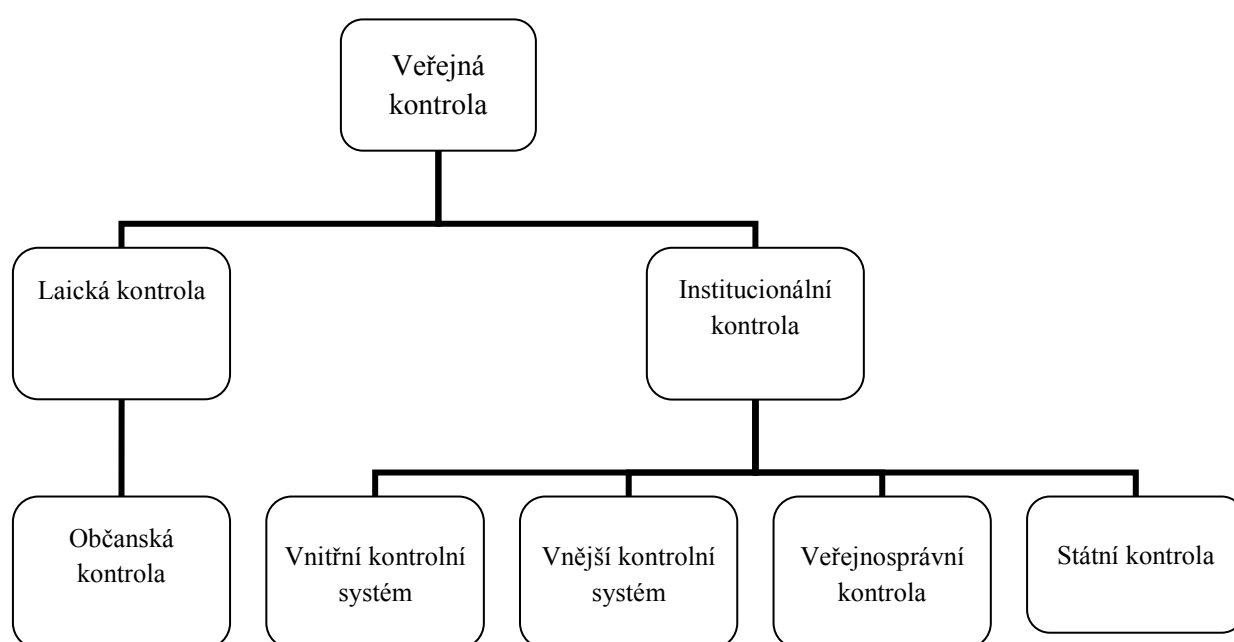 Veřejná
kontrola
Laická kontrola
Institucionální
kontrola
Občanská
kontrola
Vnitřní kontrolní
systém
Vnější kontrolní
systém
Veřejnosprávní
kontrola
Státní kontrola